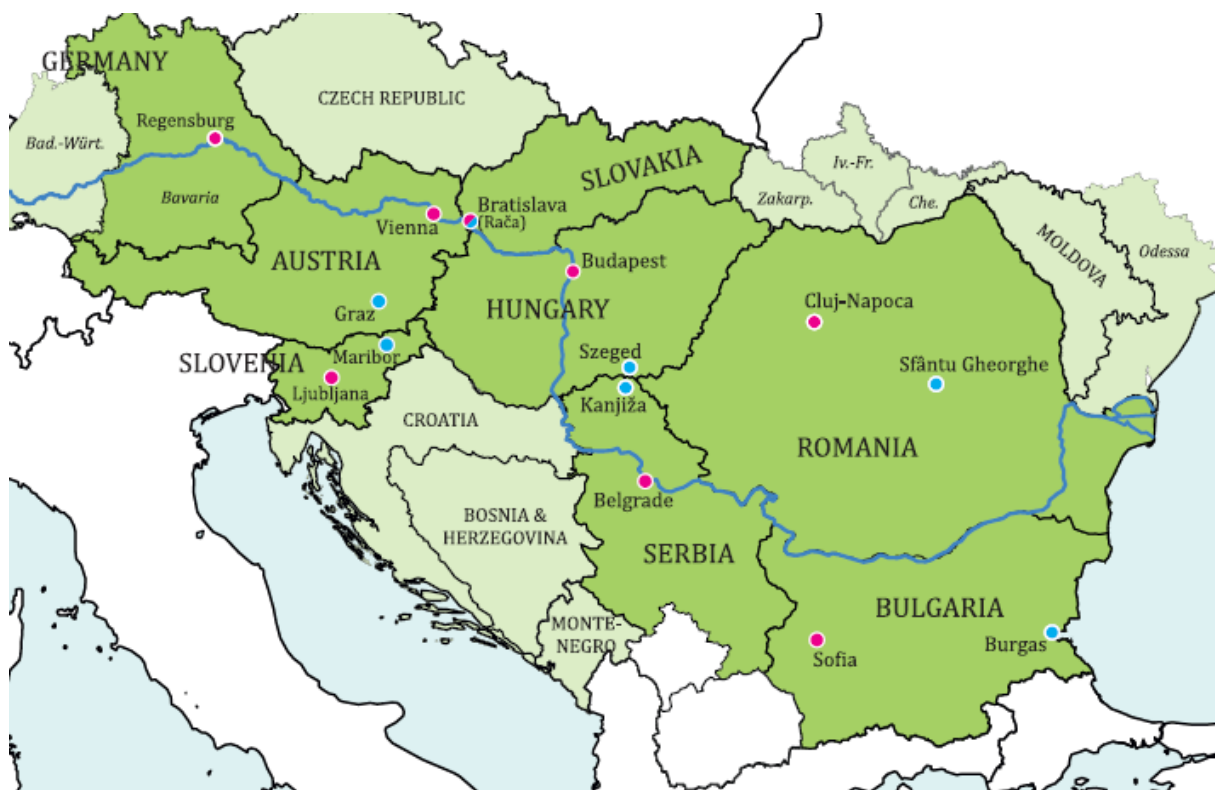 GERMANY
CZECH REPUBLIC
Regensburg
Bad.-Würt.
Bavaria
SLOVAKIA
Iv.-Fr.
Zakarp.
Che.
Vienna
Bratislava
(Rača)
MOLDOVA
Odessa
AUSTRIA
Budapest
HUNGARY
Graz
Cluj-Napoca
SLOVENIA
Maribor
Szeged
Sfântu Gheorghe
Ljubljana
Kanjiža
CROATIA
ROMANIA
Belgrade
BOSNIA &
HERZEGOVINA
SERBIA
BULGARIA
MONTE-
NEGRO
Sofia
Burgas